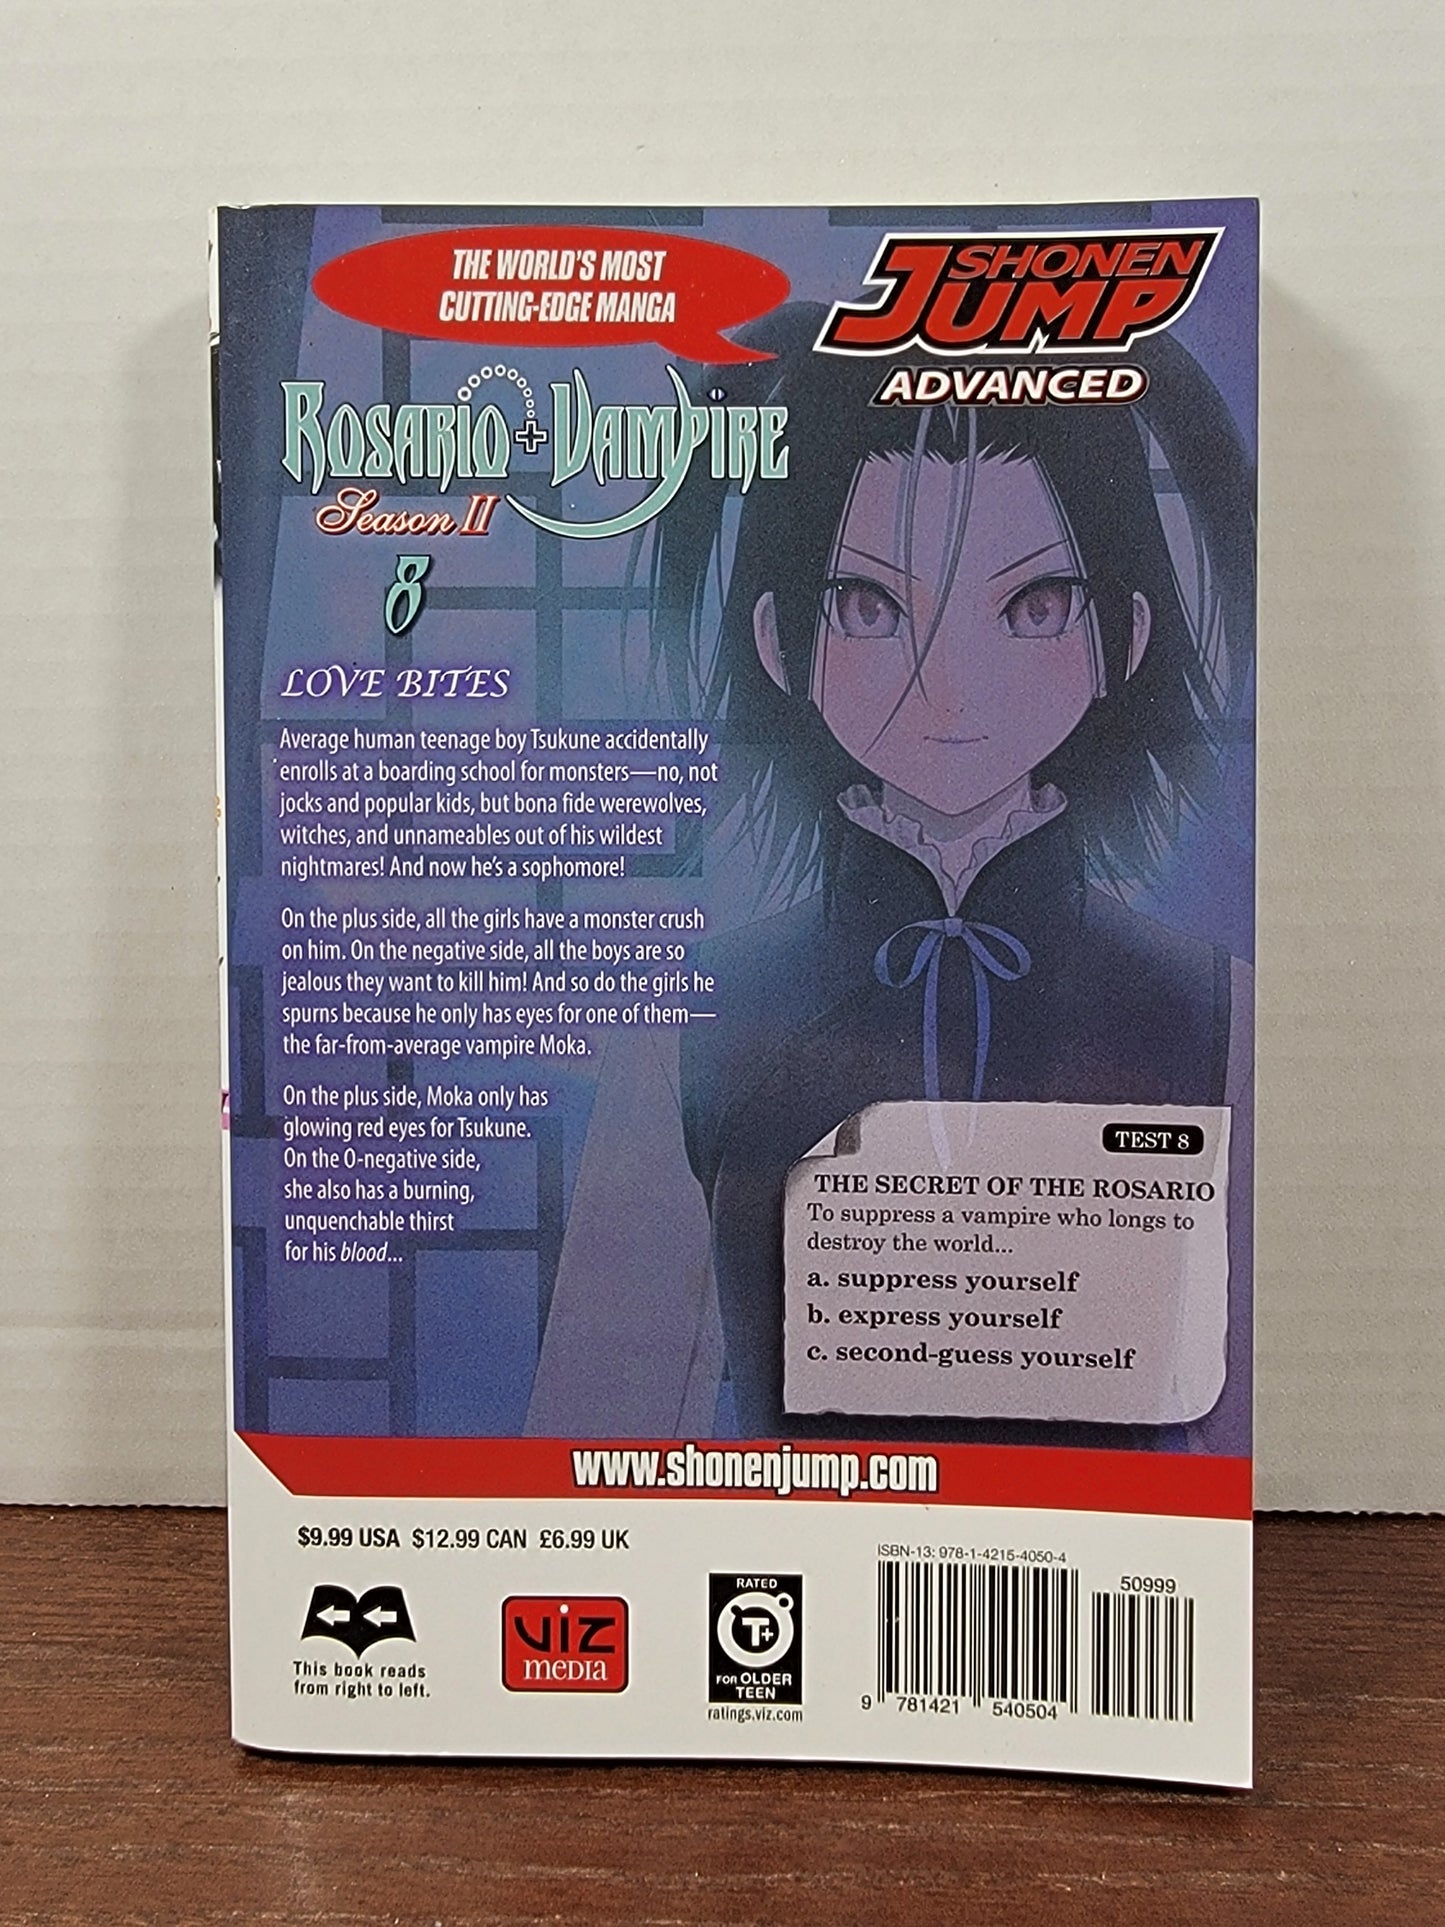 THE WORLD'S MOST
CUTTING-EDGE MANGA
SHONEN
JUMP
ADVANCED
ROSARIO+VAMPIRE
Season II
8
LOVE BITES
Average human teenage boy Tsukune accidentally
enrolls at a boarding school for monsters—no, not
jocks and popular kids, but bona fide werewolves,
witches, and unnameables out of his wildest
nightmares! And now he's a sophomore!
On the plus side, all the girls have a monster crush
on him. On the negative side, all the boys are so
jealous they want to kill him! And so do the girls he
spurns because he only has eyes for one of them—
the far-from-average vampire Moka.
On the plus side, Moka only has
glowing red eyes for Tsukune.
On the O-negative side,
she also has a burning,
unquenchable thirst
for his blood...
TEST 8
THE SECRET OF THE ROSARIO
To suppress a vampire who longs to
destroy the world...
a. suppress yourself
b. express yourself
c. second-guess yourself
www.shonenjump.com
$9.99 USA $12.99 CAN £6.99 UK
This book reads
from right to left.
VIZ
MEDIA
RATED
T+
FOR OLDER
TEEN
ratings.viz.com
ISBN-13: 978-1-4215-4050-4
50999
9 781421 540504